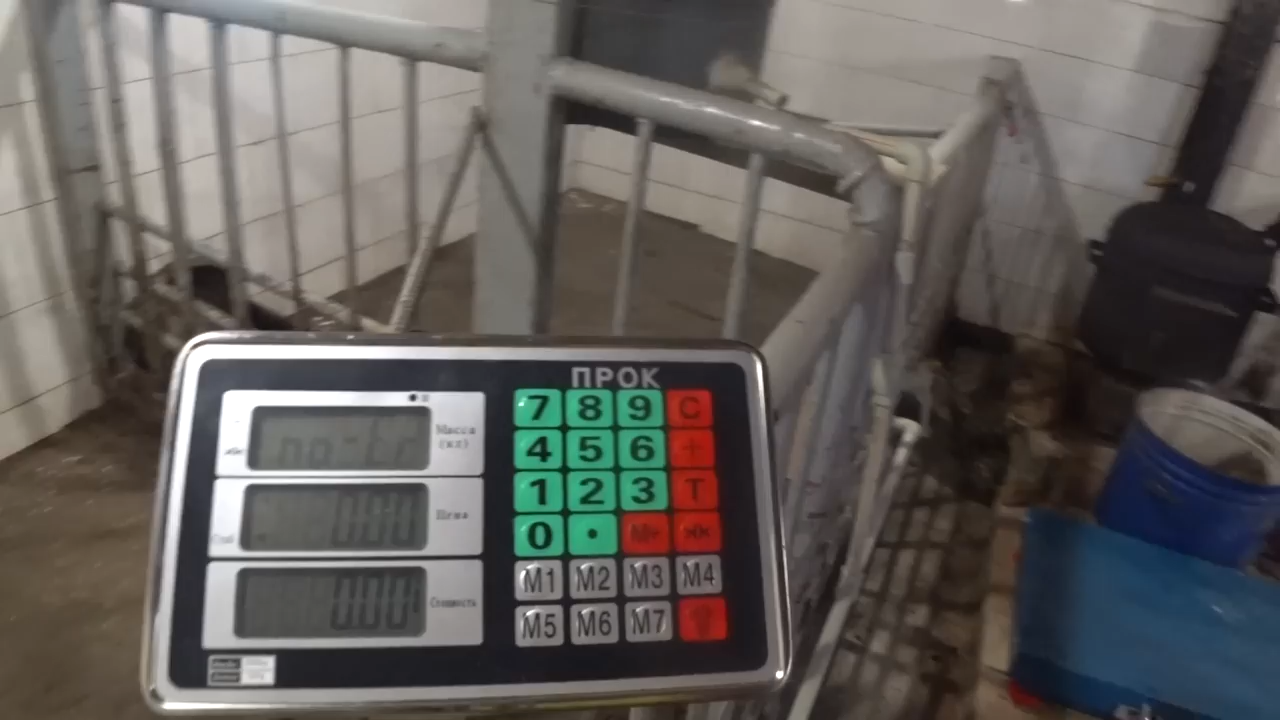 ПРОК
Масса
(кг)
Цена
0.00
Стоимость
0.00
7 8 9 C
4 5 6 +
1 2 3 T
0 • M+ ЖК
M1 M2 M3 M4
M5 M6 M7